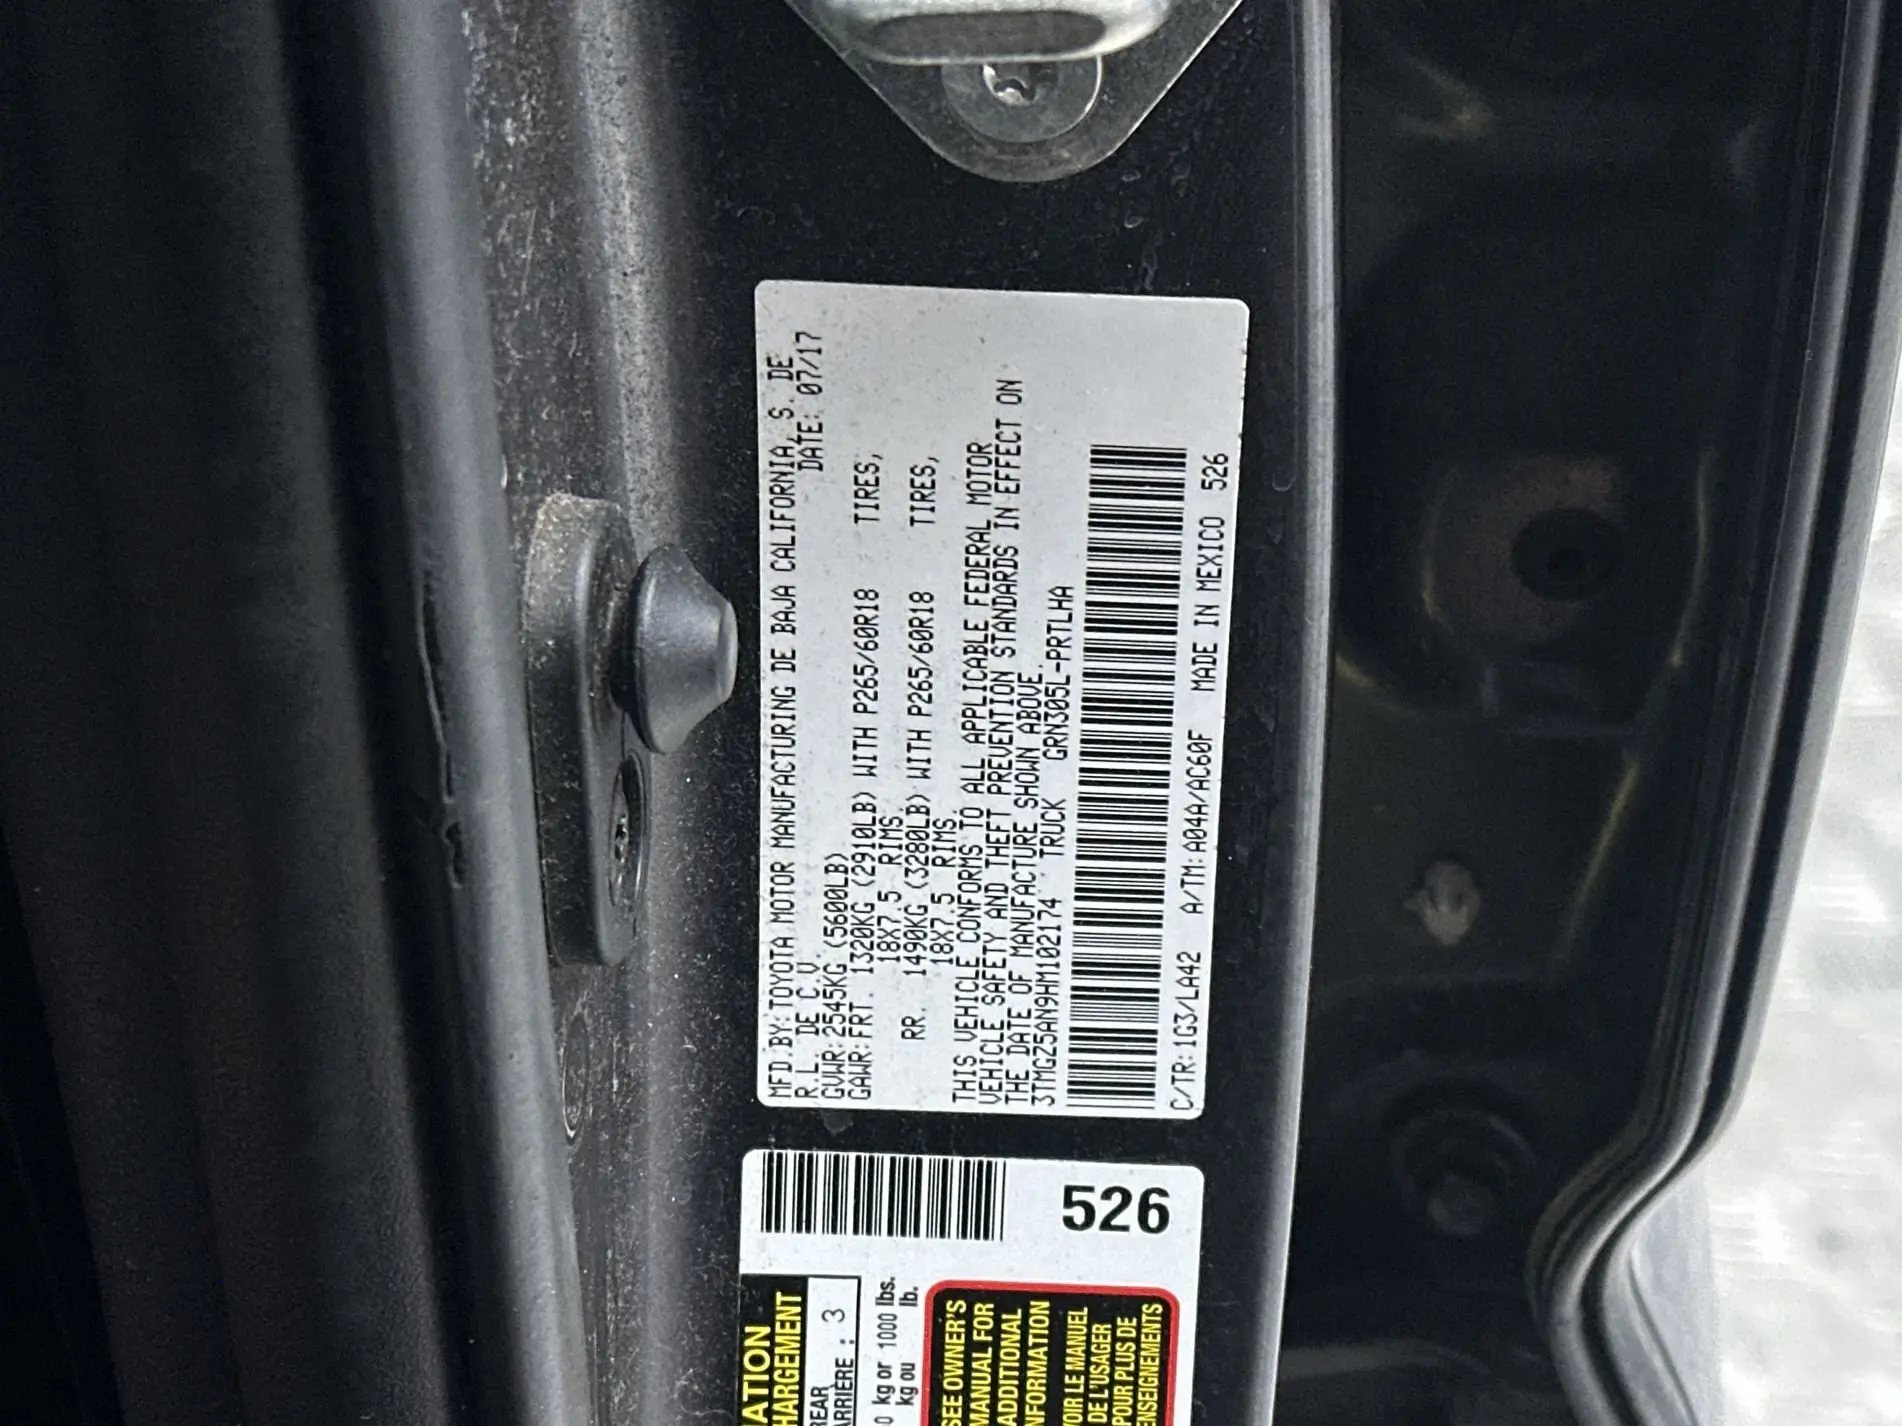 MFD.BY:TOYOTA MOTOR MANUFACTURING DE BAJA CALIFORNIA, S. DE
R.L. DE C.V. DATE: 07/17
GVWR:2545KG (5600LB)
GAWR:FRT. 1320KG (2910LB) WITH P265/60R18 TIRES,
18X7.5 RIMS.
RR. 1490KG (3280LB) WITH P265/60R18 TIRES,
18X7.5 RIMS.
THIS VEHICLE CONFORMS TO ALL APPLICABLE FEDERAL MOTOR
VEHICLE SAFETY AND THEFT PREVENTION STANDARDS IN EFFECT ON
THE DATE OF MANUFACTURE SHOWN ABOVE.
3TMGZ5AN9HM102174 TRUCK GRN305L-PRTLHA
C/TR:1G3/LA42 A/TM:A04A/AC60F MADE IN MEXICO 526
526
ATION
HARGEMENT
REAR
ARRIÈRE : 3
0 kg or 1000 lbs.
kg ou lb.
SEE OWNER'S
MANUAL FOR
ADDITIONAL
NFORMATION
VOIR LE MANUEL
DE L'USAGER
POUR PLUS DE
ENSEIGNEMENTS